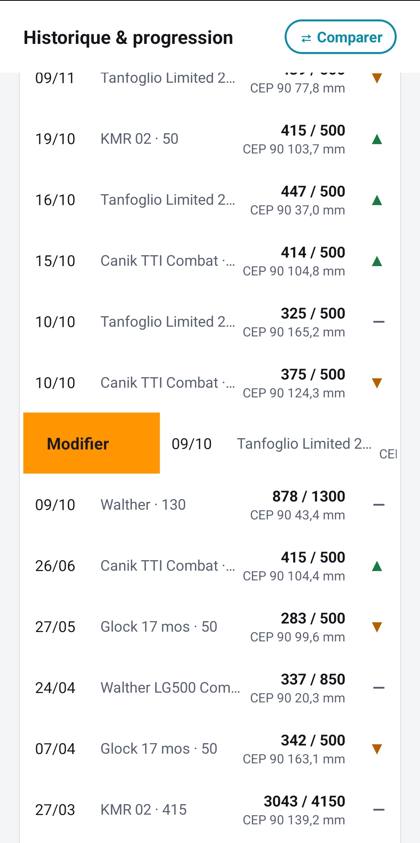 Historique & progression
⇄ Comparer
09/11 Tanfoglio Limited 2...
CEP 90 77,8 mm
19/10 KMR 02 · 50 415 / 500
CEP 90 103,7 mm
16/10 Tanfoglio Limited 2... 447 / 500
CEP 90 37,0 mm
15/10 Canik TTI Combat ·... 414 / 500
CEP 90 104,8 mm
10/10 Tanfoglio Limited 2... 325 / 500
CEP 90 165,2 mm
10/10 Canik TTI Combat ·... 375 / 500
CEP 90 124,3 mm
Modifier 09/10 Tanfoglio Limited 2...
09/10 Walther · 130 878 / 1300
CEP 90 43,4 mm
26/06 Canik TTI Combat ·... 415 / 500
CEP 90 104,4 mm
27/05 Glock 17 mos · 50 283 / 500
CEP 90 99,6 mm
24/04 Walther LG500 Com... 337 / 850
CEP 90 20,3 mm
07/04 Glock 17 mos · 50 342 / 500
CEP 90 163,1 mm
27/03 KMR 02 · 415 3043 / 4150
CEP 90 139,2 mm